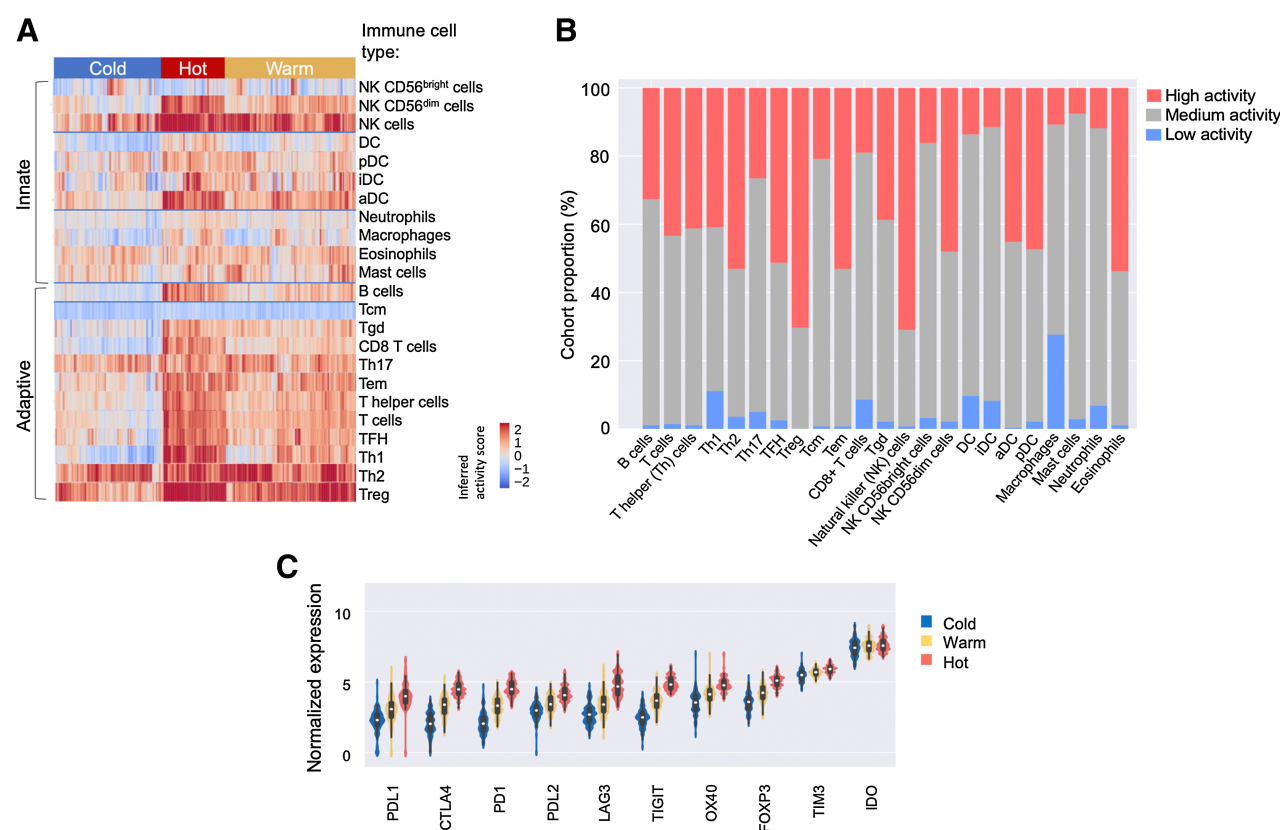 A
Immune cell
type:
Cold Hot Warm
NK CD56bright cells
NK CD56dim cells
NK cells
DC
pDC
iDC
aDC
Neutrophils
Macrophages
Eosinophils
Mast cells
B cells
Tcm
Tgd
CD8 T cells
Th17
Tem
T helper cells
T cells
TFH
Th1
Th2
Treg
Innate
Adaptive
Inferred
activity score
2
1
0
−1
−2
B
100
80
60
40
20
0
Cohort proportion (%)
High activity
Medium activity
Low activity
B cells
T cells
T helper (Th) cells
Th1
Th2
Th17
TFH
Treg
Tcm
Tem
CD8+ T cells
Tgd
Natural killer (NK) cells
NK CD56bright cells
NK CD56dim cells
DC
iDC
aDC
pDC
Macrophages
Mast cells
Neutrophils
Eosinophils
C
Normalized expression
10
5
0
Cold
Warm
Hot
PDL1
CTLA4
PD1
PDL2
LAG3
TIGIT
OX40
FOXP3
TIM3
IDO